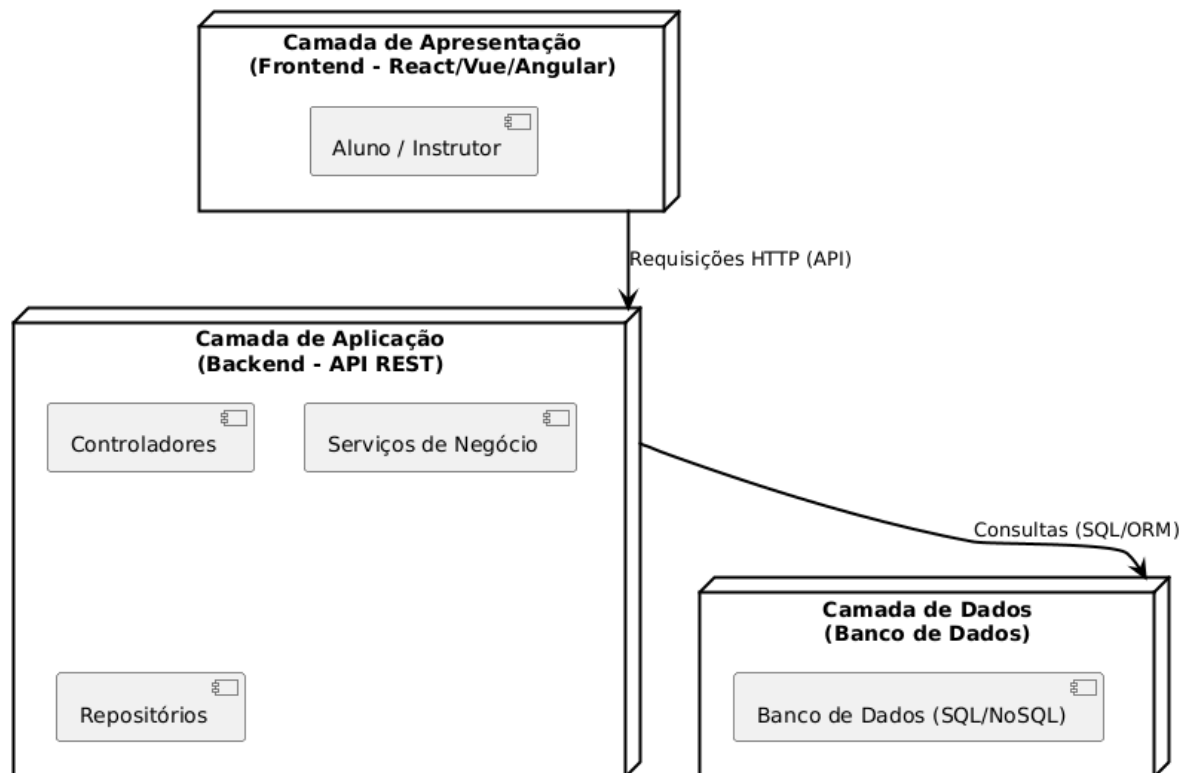 Camada de Apresentação
(Frontend - React/Vue/Angular)
Aluno / Instrutor
Requisições HTTP (API)
Camada de Aplicação
(Backend - API REST)
Controladores
Serviços de Negócio
Consultas (SQL/ORM)
Camada de Dados
(Banco de Dados)
Repositórios
Banco de Dados (SQL/NoSQL)